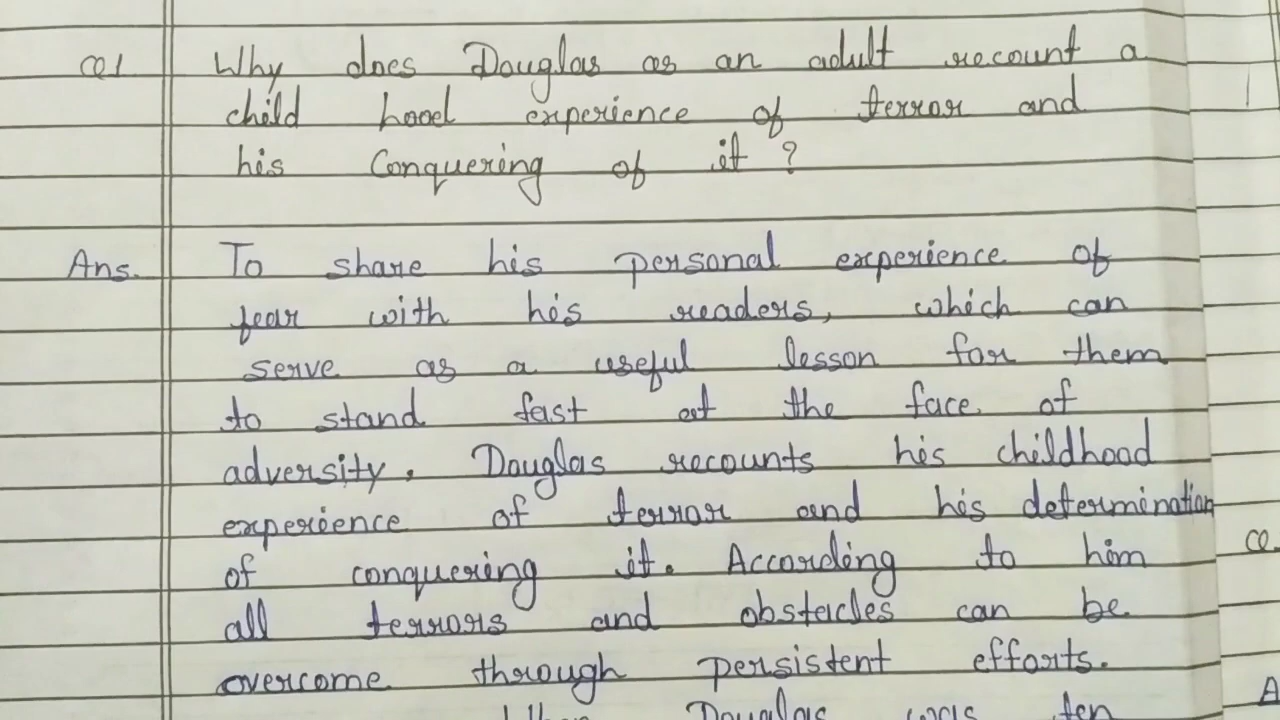 Q1 Why does Douglas as an adult recount a
child hood experience of terror and
his Conquering of it ?
Ans. To share his personal experience of
fear with his readers, which can
serve as a useful lesson for them
to stand fast at the face of
adversity. Douglas recounts his childhood
experience of terror and his determination
of conquering it. According to him
all terrors and obstacles can be
overcome through persistent efforts.
When Douglas was ten
Q.
A